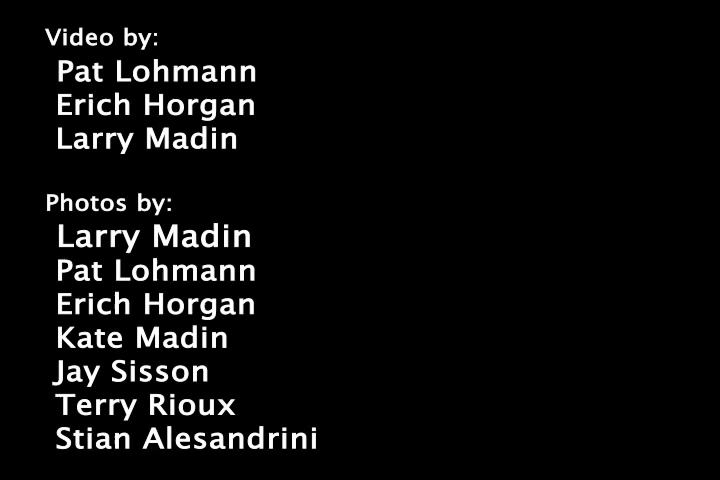 Video by:
Pat Lohmann
Erich Horgan
Larry Madin
Photos by:
Larry Madin
Pat Lohmann
Erich Horgan
Kate Madin
Jay Sisson
Terry Rioux
Stian Alesandrini